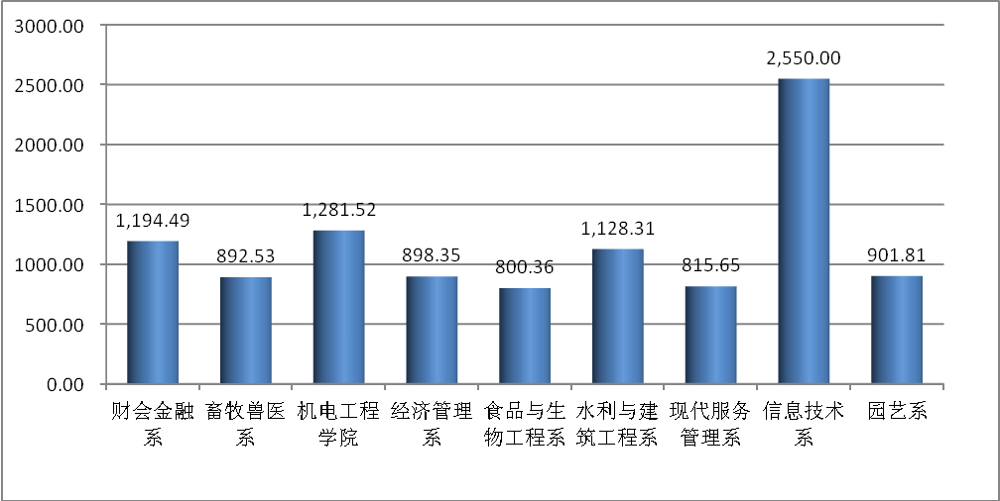 3000.00
2500.00
2000.00
1500.00
1000.00
500.00
0.00
1,194.49
892.53
1,281.52
898.35
800.36
1,128.31
815.65
2,550.00
901.81
财会金融
系
畜牧兽医
系
机电工程
学院
经济管理
系
食品与生
物工程系
水利与建
筑工程系
现代服务
管理系
信息技术
系
园艺系